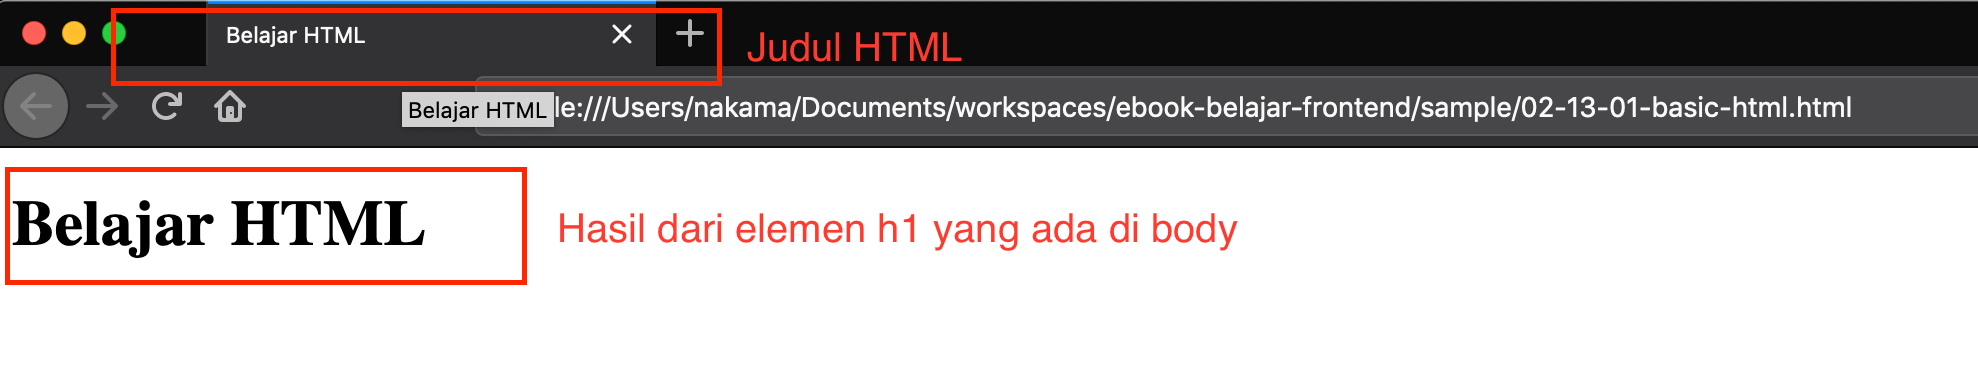 Belajar HTML
Judul HTML
Belajar HTML
le:///Users/nakama/Documents/workspaces/ebook-belajar-frontend/sample/02-13-01-basic-html.html
Belajar HTML
Hasil dari elemen h1 yang ada di body